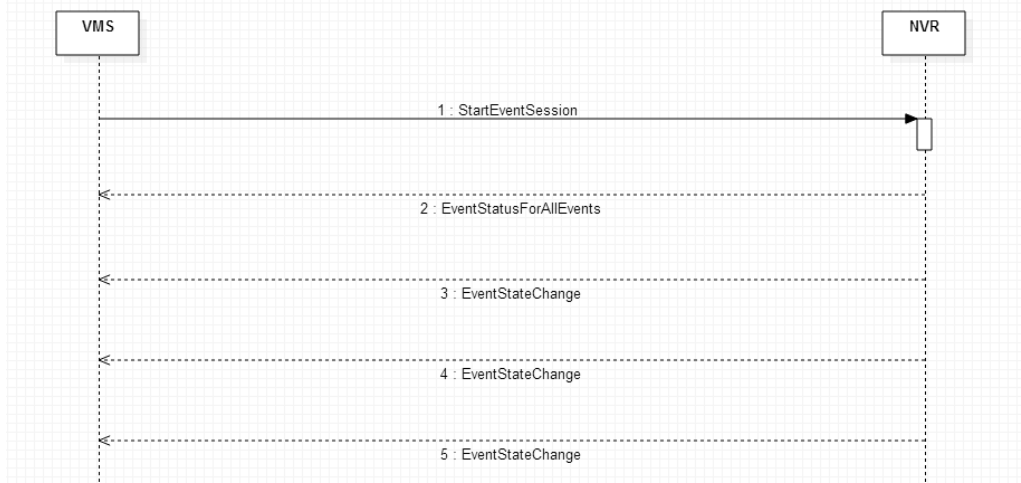 VMS
NVR
1 : StartEventSession
2 : EventStatusForAllEvents
3 : EventStateChange
4 : EventStateChange
5 : EventStateChange